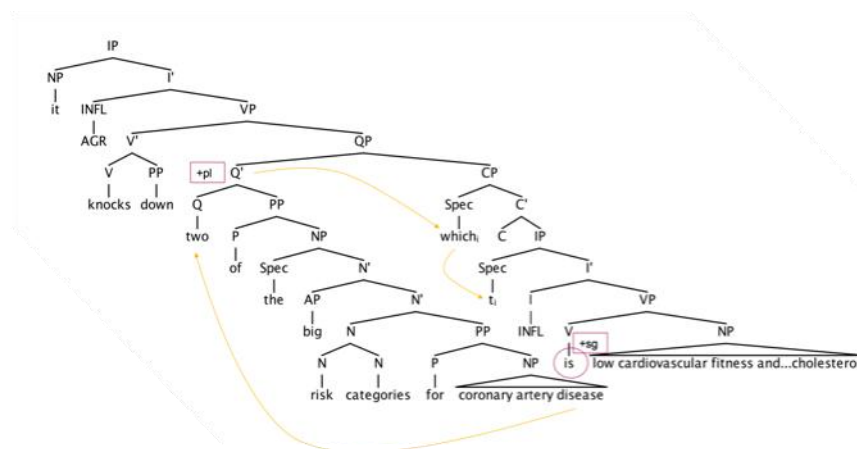 IP
NP I'
it INFL VP
AGR V' QP
V PP +pl Q' CP
knocks down Q PP Spec C'
two P NP whichᵢ C IP
of Spec N' Spec I'
the AP N' tᵢ I VP
big N PP INFL V NP
+sg
N N P NP is low cardiovascular fitness and...cholestero
risk categories for coronary artery disease